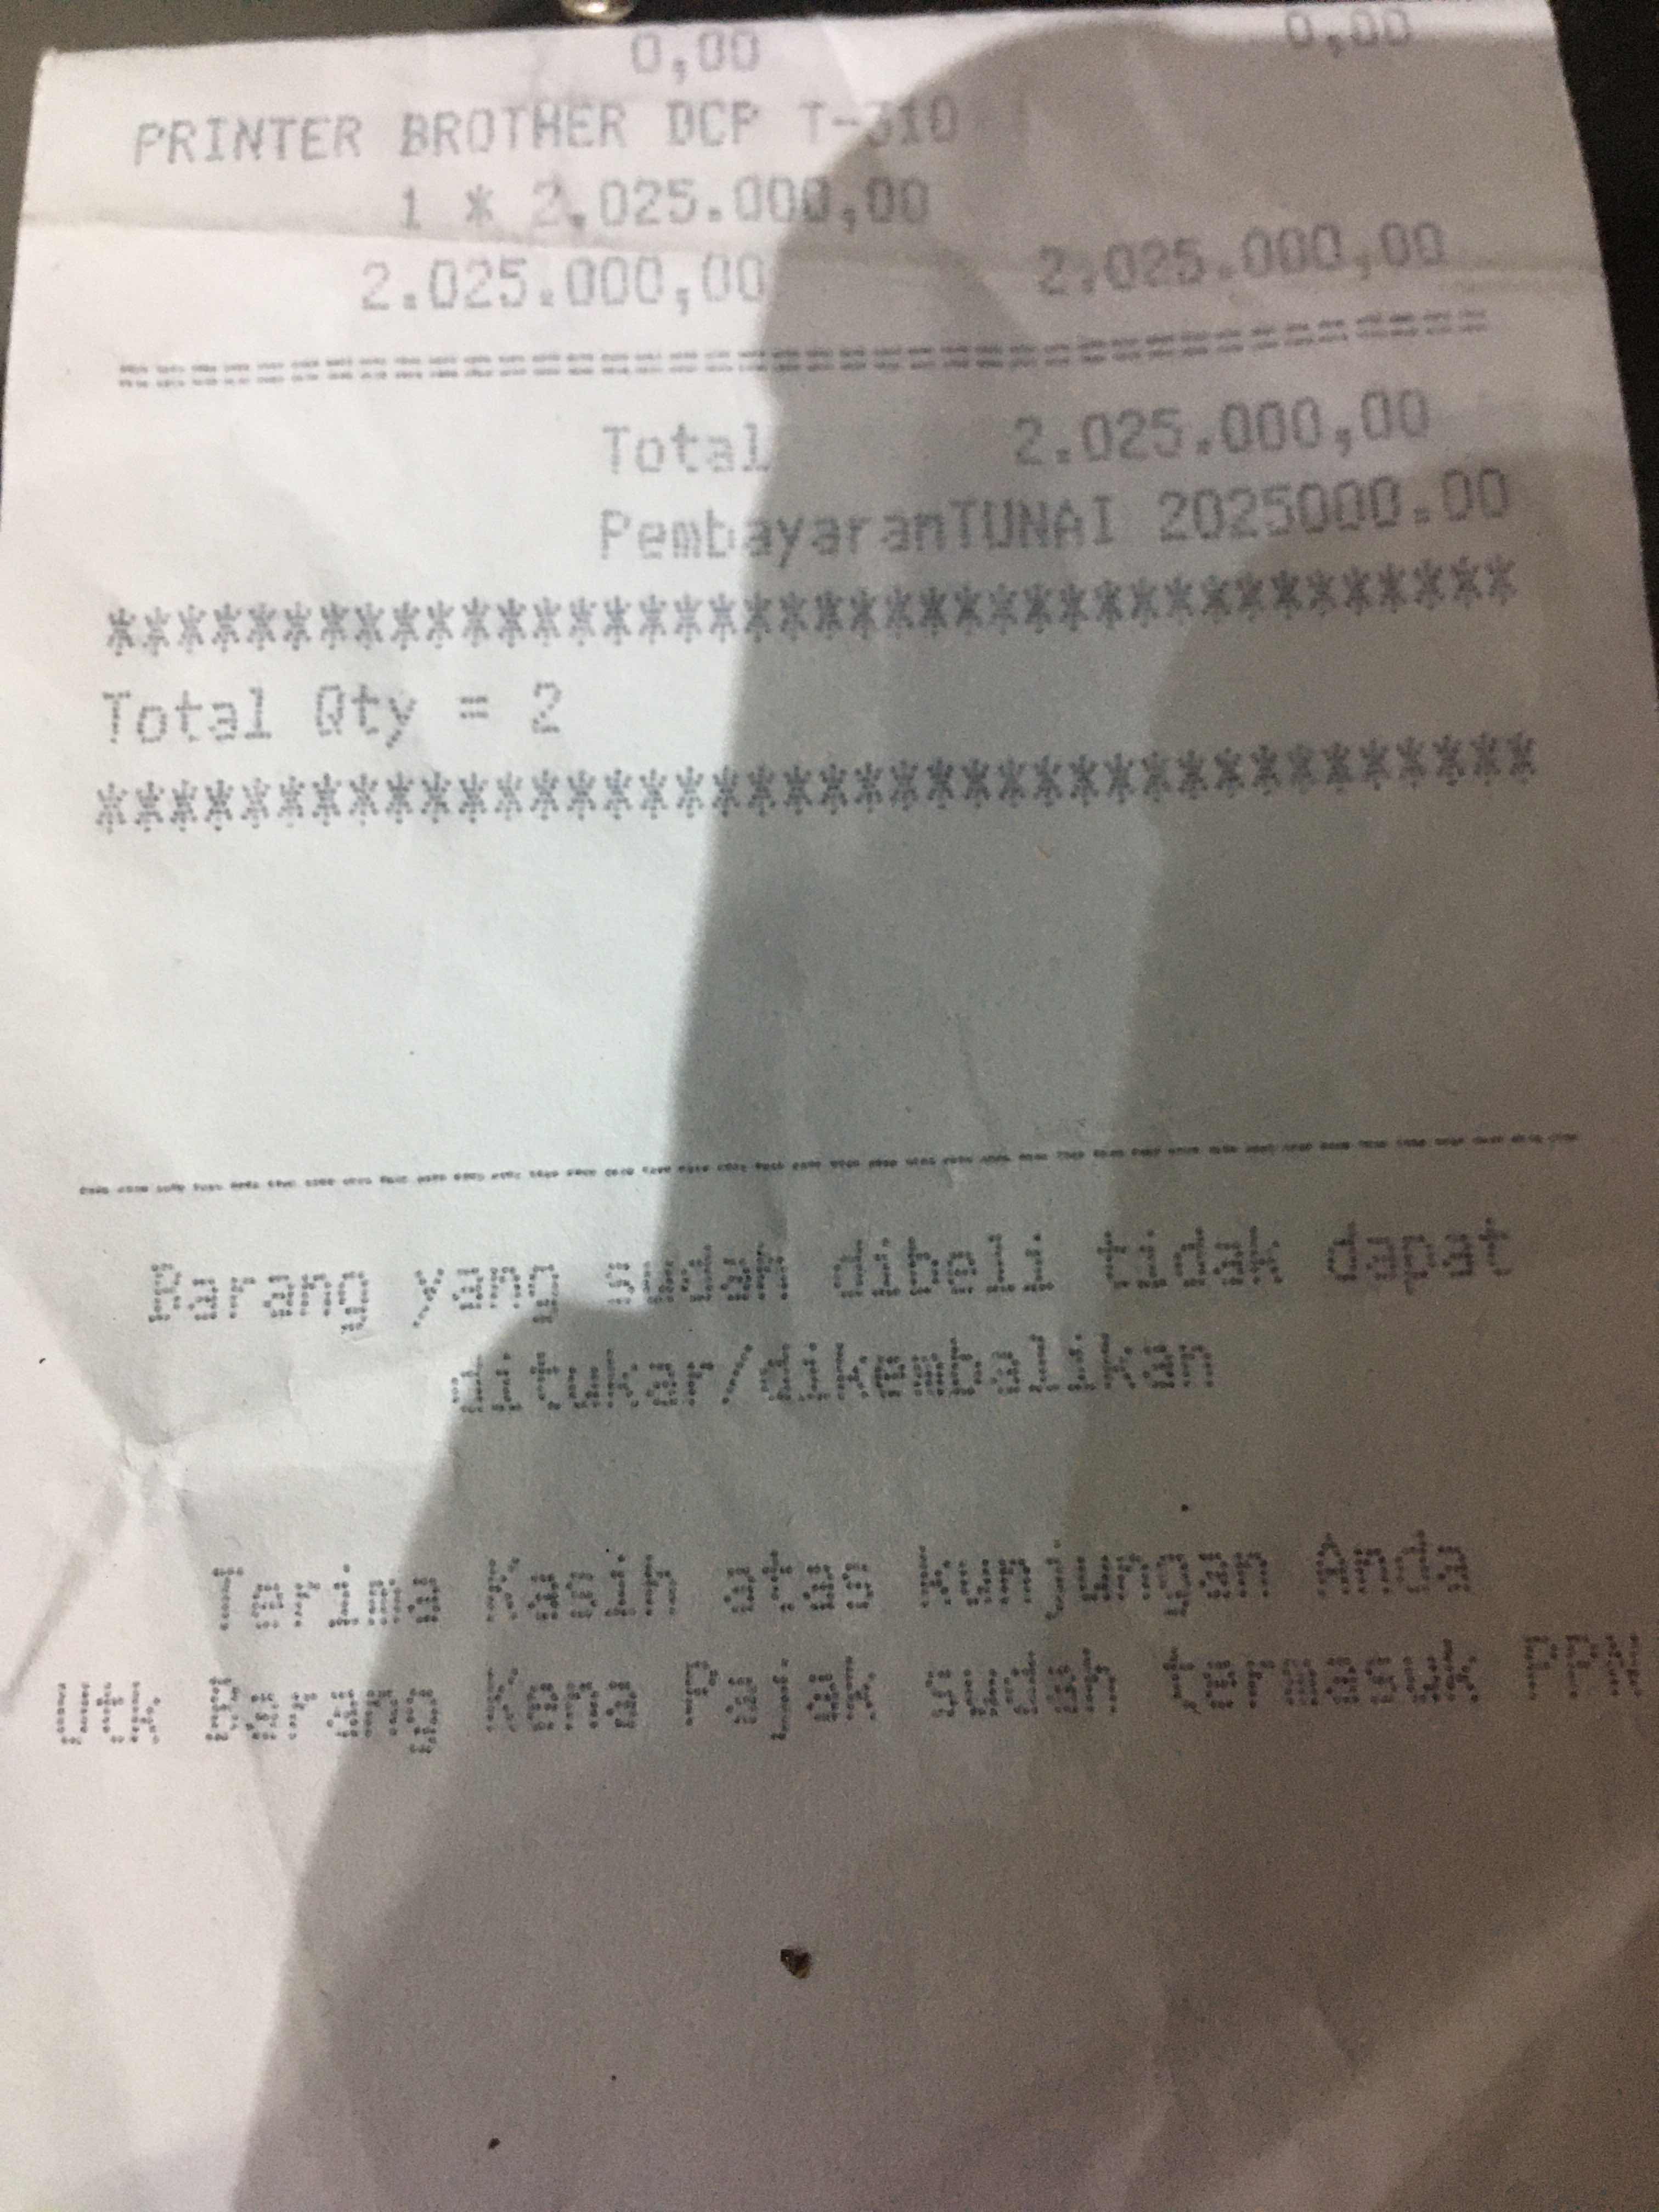 0,00 0,00
PRINTER BROTHER DCP T-310
1 * 2.025.000,00
2.025.000,00 2.025.000,00
Total 2.025.000,00
PembayaranTUNAI 2025000.00
****************************************
Total Qty = 2
*****************************************
Barang yang sudah dibeli tidak dapat
ditukar/dikembalikan
Terima Kasih atas Kunjungan Anda
Utk Barang Kena Pajak sudah termasuk PPN